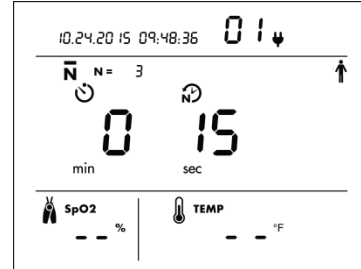 10.24.2015 09:48:36 01
N N = 3
N
0 15
min sec
SpO2 TEMP
-- % -- °F